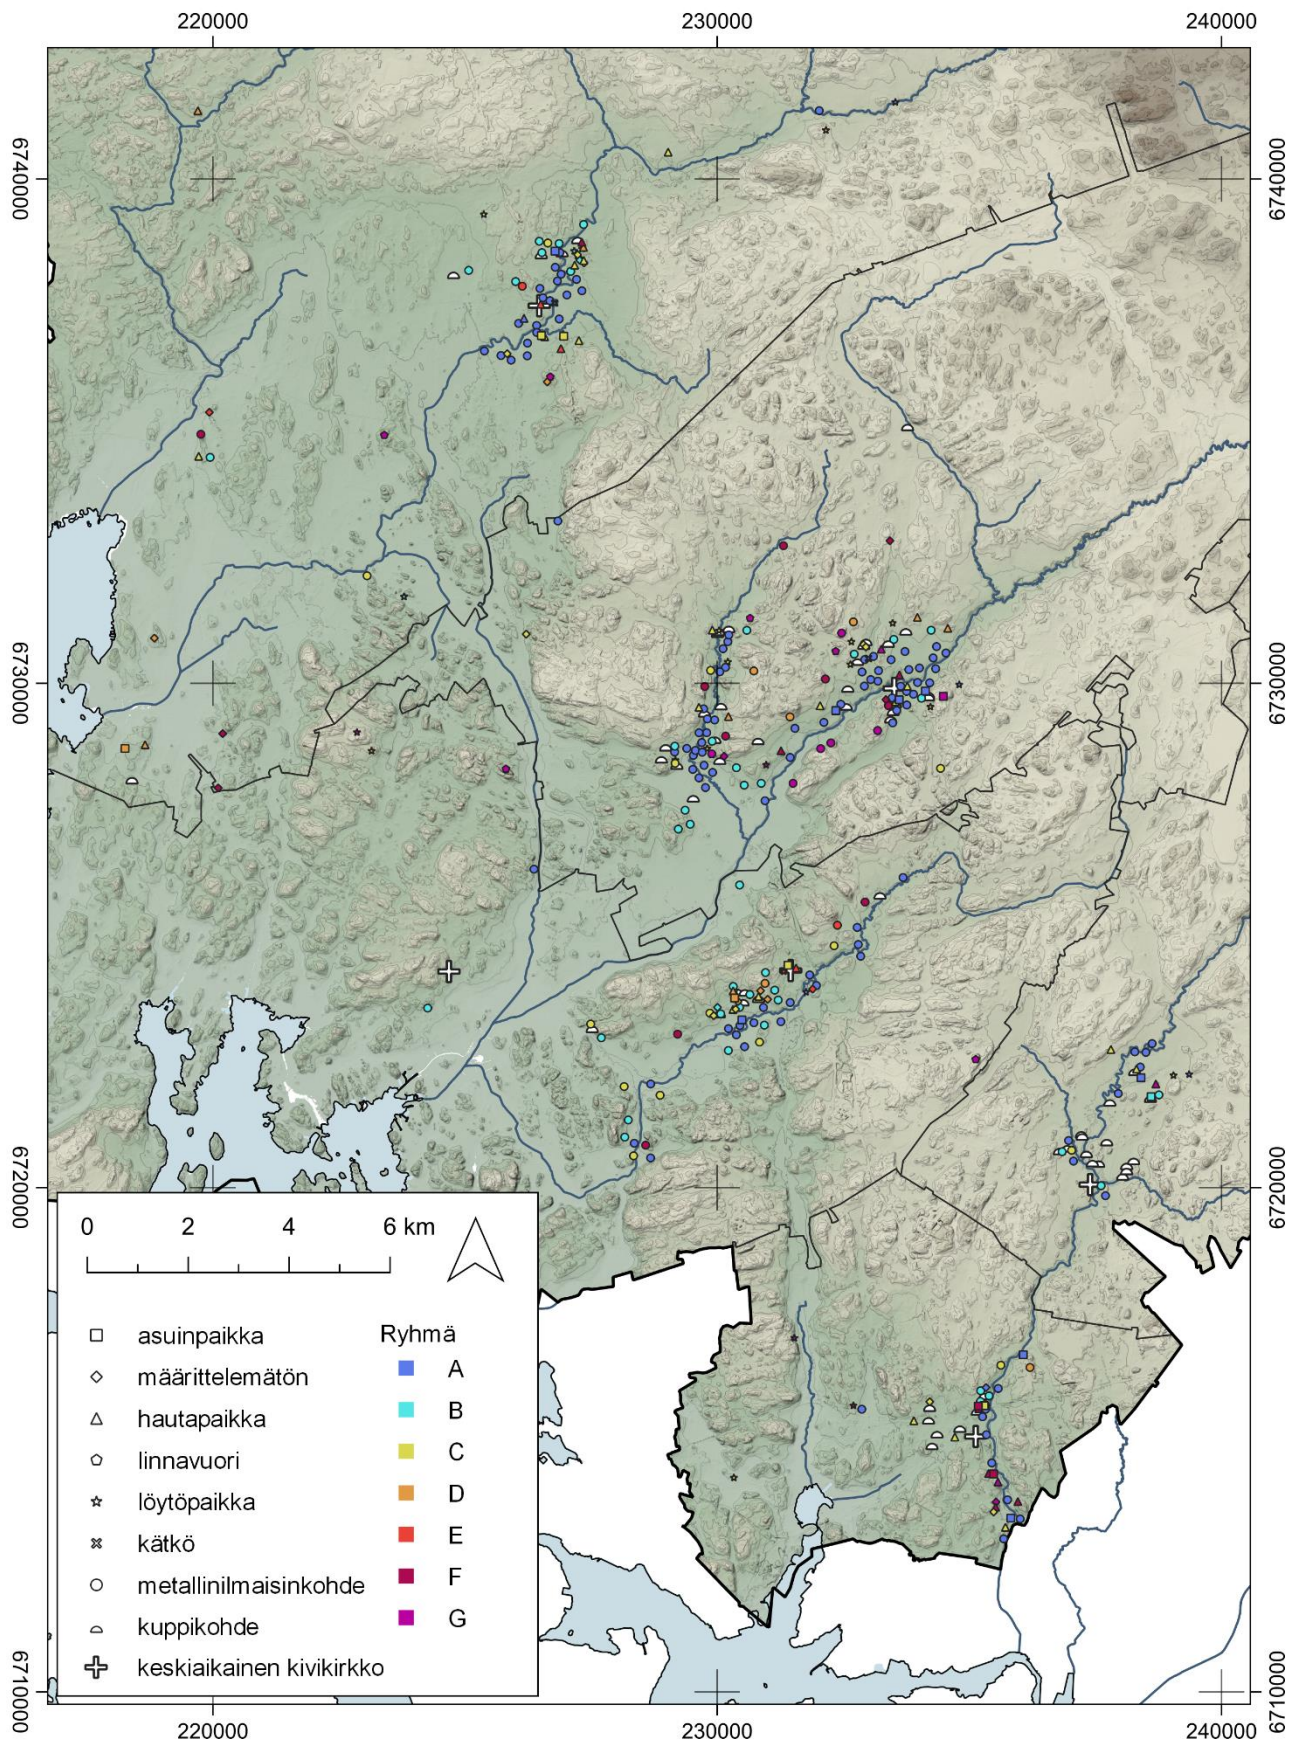 220000 230000 240000
6740000 6740000
6730000 6730000
6720000 6720000
0 2 4 6 km
asuinpaikka
määrittelemätön
hautapaikka
linnavuori
löytöpaikka
kätkö
metallinilmaisinkohde
kuppikohde
keskiaikainen kivikirkko
Ryhmä
A
B
C
D
E
F
G
6710000 6710000
220000 230000 240000